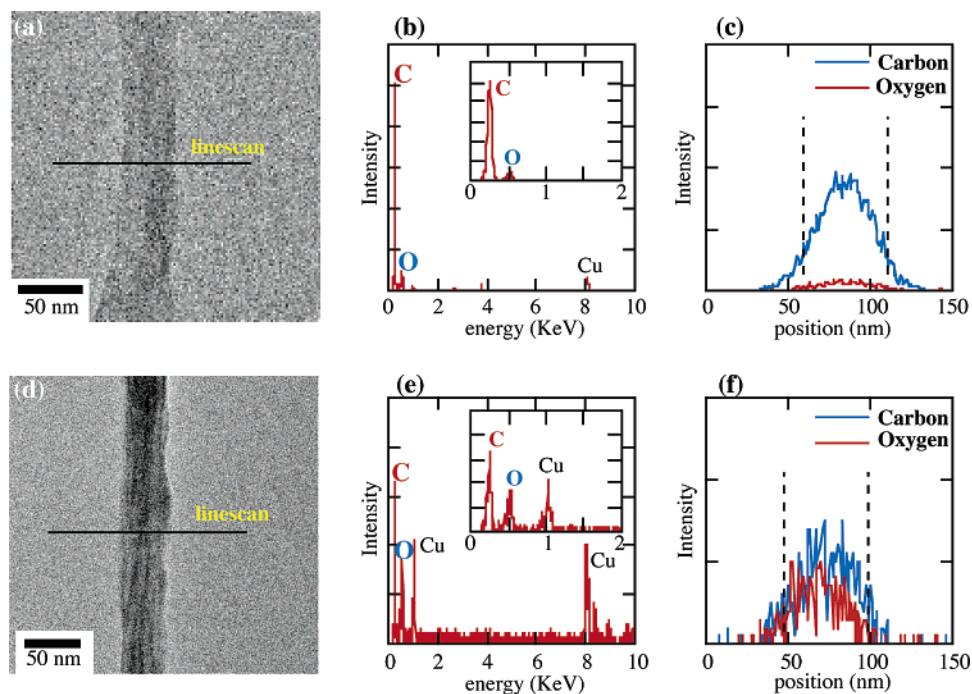 (a)
linescan
50 nm
(b)
C
O
Cu
C
O
0 1 2
Intensity
0 2 4 6 8 10
energy (KeV)
(c)
Carbon
Oxygen
Intensity
0 50 100 150
position (nm)
(d)
linescan
50 nm
(e)
C
O
Cu
Cu
C
O
Cu
0 1 2
Intensity
0 2 4 6 8 10
energy (KeV)
(f)
Carbon
Oxygen
Intensity
0 50 100 150
position (nm)